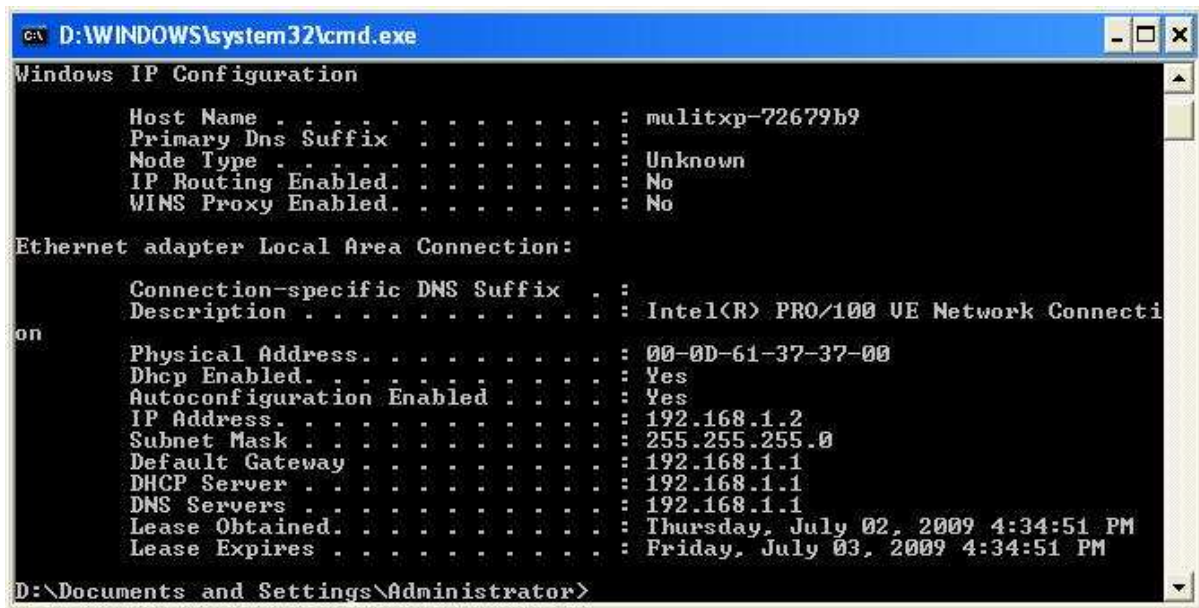 D:\WINDOWS\system32\cmd.exe
Windows IP Configuration
Host Name . . . . . . . . . . . . : mulitxp-72679b9
Primary Dns Suffix . . . . . . . :
Node Type . . . . . . . . . . . . : Unknown
IP Routing Enabled. . . . . . . . : No
WINS Proxy Enabled. . . . . . . . : No
Ethernet adapter Local Area Connection:
Connection-specific DNS Suffix . :
Description . . . . . . . . . . . : Intel(R) PRO/100 VE Network Connecti
on
Physical Address. . . . . . . . . : 00-0D-61-37-37-00
Dhcp Enabled. . . . . . . . . . . : Yes
Autoconfiguration Enabled . . . . : Yes
IP Address. . . . . . . . . . . . : 192.168.1.2
Subnet Mask . . . . . . . . . . . : 255.255.255.0
Default Gateway . . . . . . . . . : 192.168.1.1
DHCP Server . . . . . . . . . . . : 192.168.1.1
DNS Servers . . . . . . . . . . . : 192.168.1.1
Lease Obtained. . . . . . . . . . : Thursday, July 02, 2009 4:34:51 PM
Lease Expires . . . . . . . . . . : Friday, July 03, 2009 4:34:51 PM
D:\Documents and Settings\Administrator>